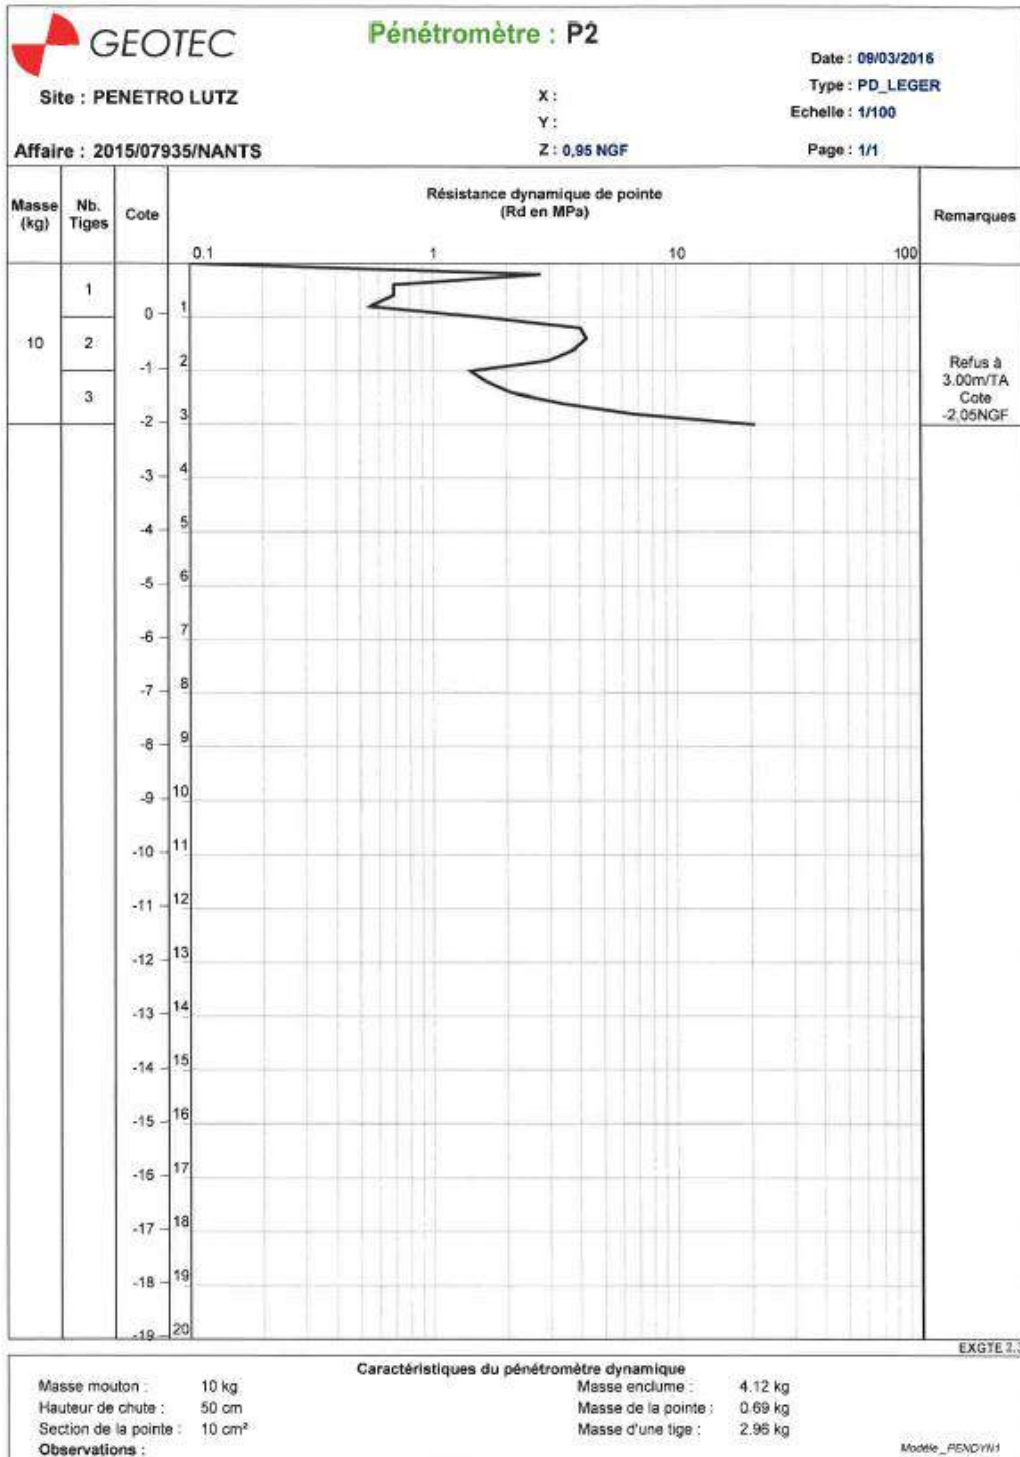 GEOTEC
Pénétromètre : P2
Date : 09/03/2016
Site : PENETRO LUTZ
X :
Type : PD_LEGER
Y :
Echelle : 1/100
Affaire : 2015/07935/NANTS
Z : 0,95 NGF
Page : 1/1
Masse (kg)
Nb. Tiges
Cote
Résistance dynamique de pointe
(Rd en MPa)
Remarques
0.1 1 10 100
1
0 1
10 2
-1 2
3
-2 3
Refus à
3.00m/TA
Cote
-2,05NGF
-3 4
-4 5
-5 6
-6 7
-7 8
-8 9
-9 10
-10 11
-11 12
-12 13
-13 14
-14 15
-15 16
-16 17
-17 18
-18 19
-19 20
EXGTE 2.
Caractéristiques du pénétromètre dynamique
Masse mouton : 10 kg
Masse enclume : 4.12 kg
Hauteur de chute : 50 cm
Masse de la pointe : 0.69 kg
Section de la pointe : 10 cm²
Masse d'une tige : 2.96 kg
Observations :
Modèle_PENDYN1